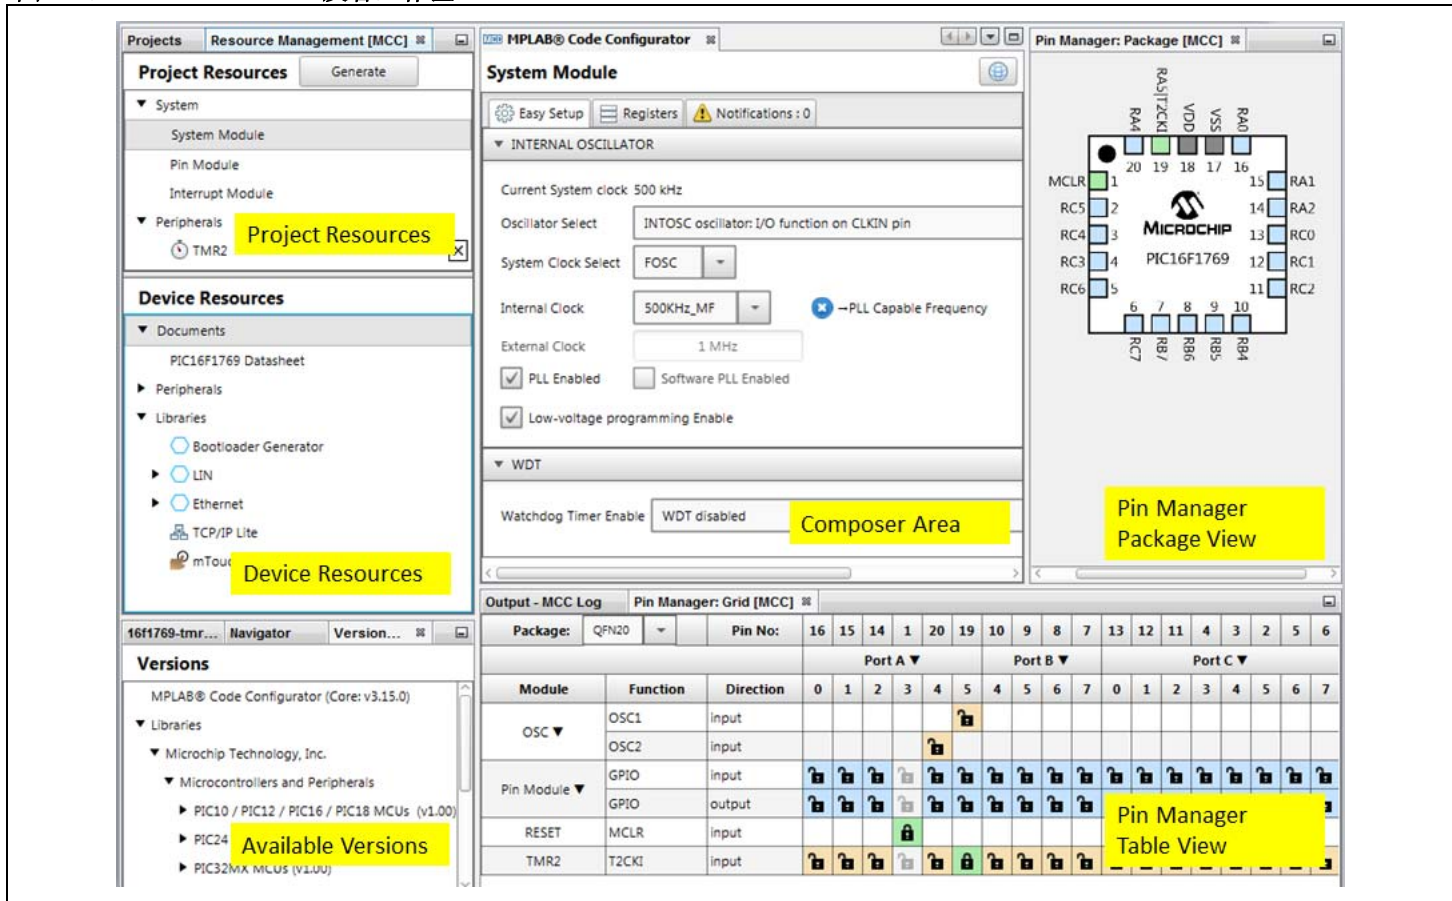 Projects
Resource Management [MCC]
Project Resources
Generate
System
System Module
Pin Module
Interrupt Module
Peripherals
TMR2
Project Resources
Device Resources
Documents
PIC16F1769 Datasheet
Peripherals
Libraries
Bootloader Generator
LIN
Ethernet
TCP/IP Lite
mTouc
Device Resources
16f1769-tmr...
Navigator
Version...
Versions
MPLAB® Code Configurator (Core: v3.15.0)
Libraries
Microchip Technology, Inc.
Microcontrollers and Peripherals
PIC10 / PIC12 / PIC16 / PIC18 MCUs (v1.00)
PIC24
PIC32MX MCUs (v1.00)
Available Versions
MPLAB® Code Configurator
System Module
Easy Setup
Registers
Notifications : 0
INTERNAL OSCILLATOR
Current System clock 500 kHz
Oscillator Select INTOSC oscillator: I/O function on CLKIN pin
System Clock Select FOSC
Internal Clock 500KHz_MF →PLL Capable Frequency
External Clock 1 MHz
PLL Enabled Software PLL Enabled
Low-voltage programming Enable
WDT
Watchdog Timer Enable WDT disabled
Composer Area
Pin Manager: Package [MCC]
RA4 RA5|T2CKI VDD VSS RA0
20 19 18 17 16
MCLR 1 15 RA1
RC5 2 14 RA2
RC4 3 MICROCHIP 13 RC0
RC3 4 PIC16F1769 12 RC1
RC6 5 11 RC2
6 7 8 9 10
RC7 RB7 RB6 RB5 RB4
Pin Manager
Package View
Output - MCC Log
Pin Manager: Grid [MCC]
Package: QFN20 Pin No: 16 15 14 1 20 19 10 9 8 7 13 12 11 4 3 2 5 6
Port A ▼ Port B ▼ Port C ▼
Module Function Direction 0 1 2 3 4 5 4 5 6 7 0 1 2 3 4 5 6 7
OSC ▼
OSC1 input
OSC2 input
Pin Module ▼
GPIO input
GPIO output
RESET MCLR input
TMR2 T2CKI input
Pin Manager
Table View